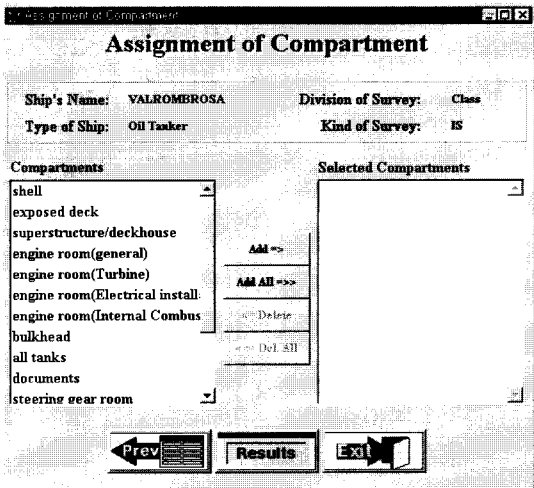 Assignment of Compartment
Assignment of Compartment
Ship's Name: VALROMBROSA Division of Survey: Class
Type of Ship: Oil Tanker Kind of Survey: IS
Compartments Selected Compartments
shell
exposed deck
superstructure/deckhouse
engine room(general)
engine room(Turbine)
engine room(Electrical install
engine room(Internal Combus
bulkhead
all tanks
documents
steering gear room
Add =>
Add All =>>
<= Delete
<<= Del. All
Prev Results Exit